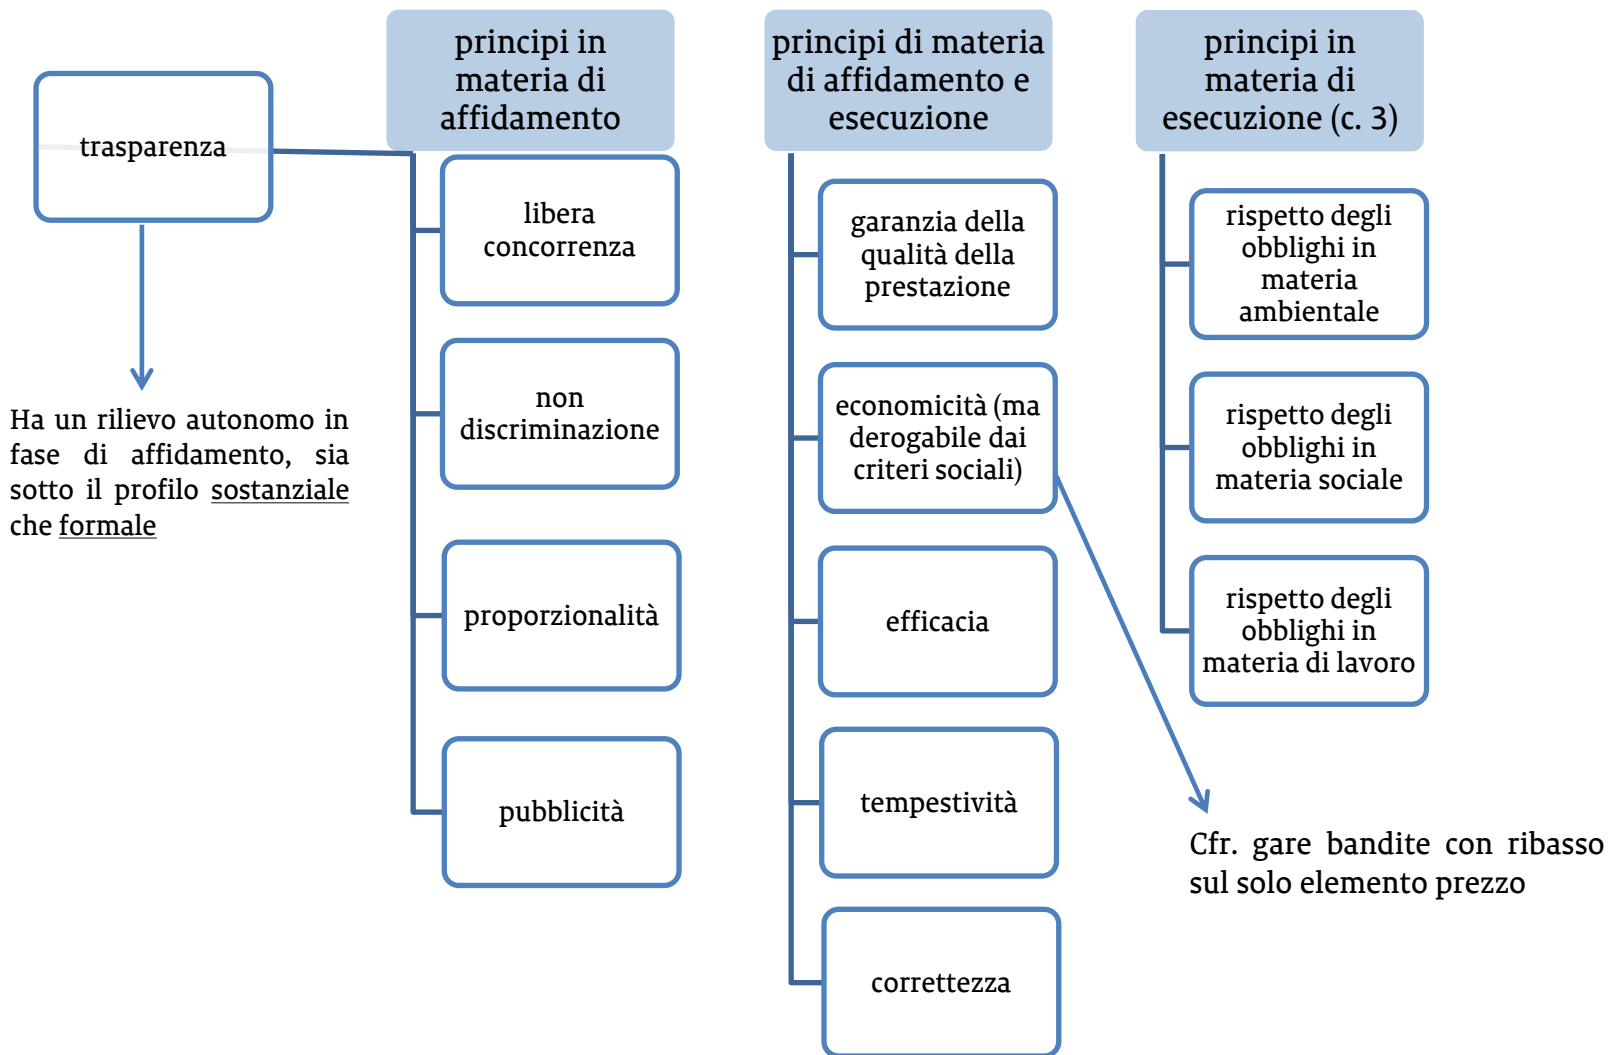 trasparenza
Ha un rilievo autonomo in
fase di affidamento, sia
sotto il profilo sostanziale
che formale
principi in
materia di
affidamento
libera
concorrenza
non
discriminazione
proporzionalità
pubblicità
principi di materia
di affidamento e
esecuzione
garanzia della
qualità della
prestazione
economicità (ma
derogabile dai
criteri sociali)
efficacia
tempestività
correttezza
principi in
materia di
esecuzione (c. 3)
rispetto degli
obblighi in
materia
ambientale
rispetto degli
obblighi in
materia sociale
rispetto degli
obblighi in
materia di lavoro
Cfr. gare bandite con ribasso
sul solo elemento prezzo